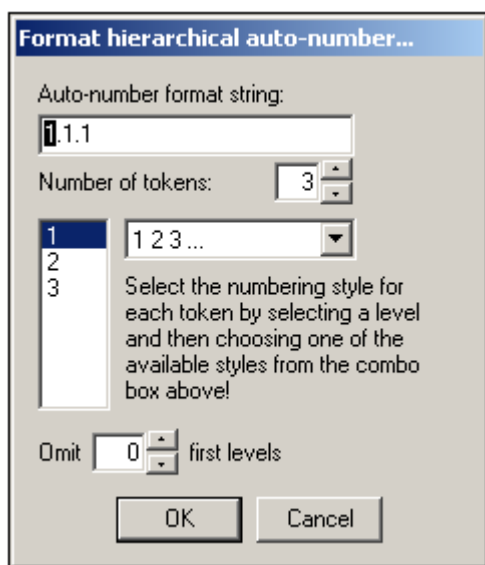 Format hierarchical auto-number...
Auto-number format string:
1.1.1
Number of tokens: 3
1
2
3
1 2 3 ...
Select the numbering style for
each token by selecting a level
and then choosing one of the
available styles from the combo
box above!
Omit 0 first levels
OK Cancel